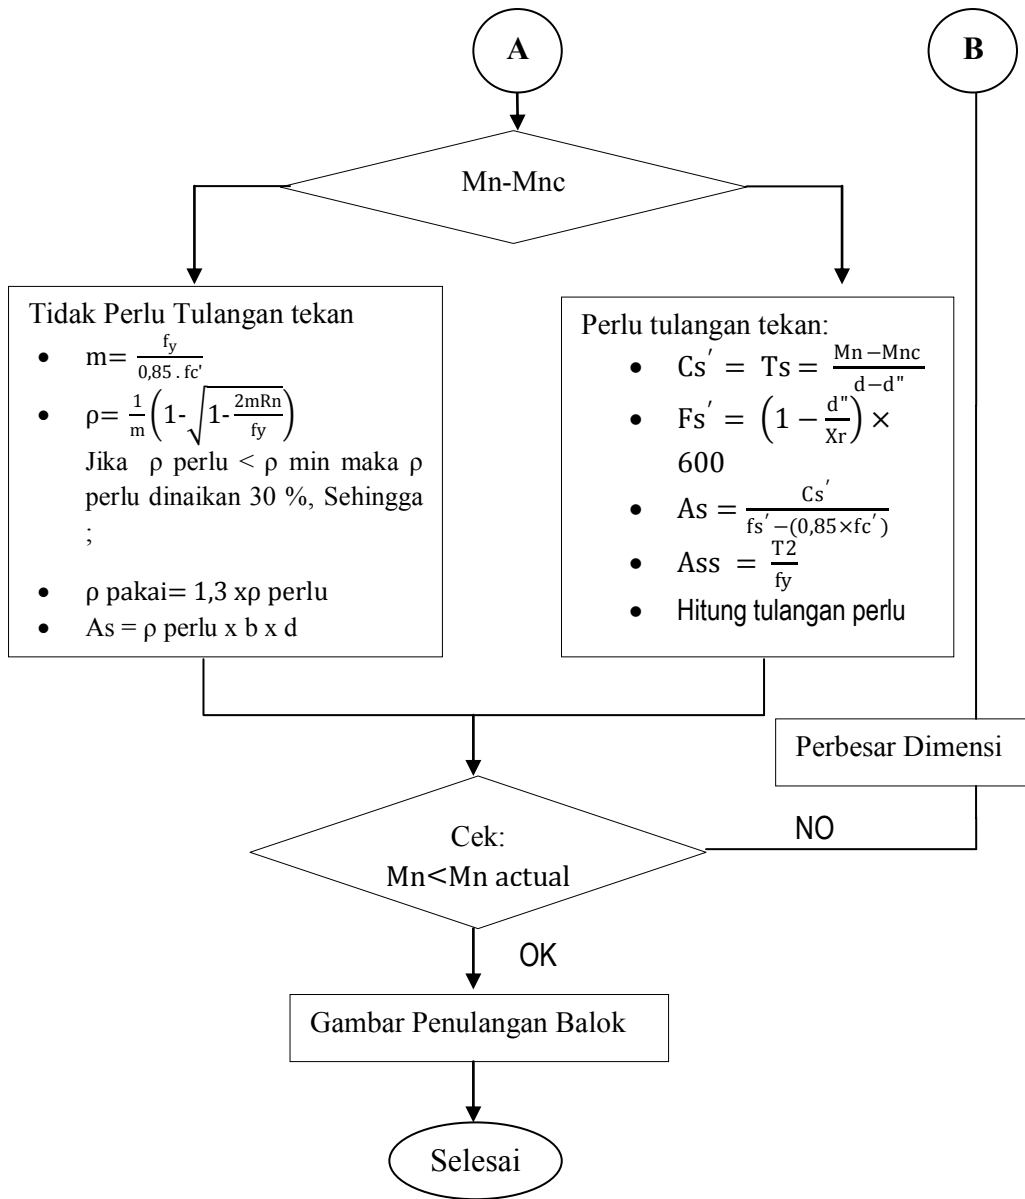 A
B
Mn-Mnc
Tidak Perlu Tulangan tekan
• m= f_y / 0,85 . fc'
• ρ= 1/m (1-√(1- 2mRn/fy))
Jika ρ perlu < ρ min maka ρ
perlu dinaikan 30 %, Sehingga
;
• ρ pakai= 1,3 xρ perlu
• As = ρ perlu x b x d
Perlu tulangan tekan:
• Cs′ = Ts = (Mn −Mnc) / (d−d")
• Fs′ = (1 − d"/Xr) ×
600
• As = Cs′ / (fs′ −(0,85×fc′))
• Ass = T2/fy
• Hitung tulangan perlu
Perbesar Dimensi
Cek:
Mn<Mn actual
NO
OK
Gambar Penulangan Balok
Selesai